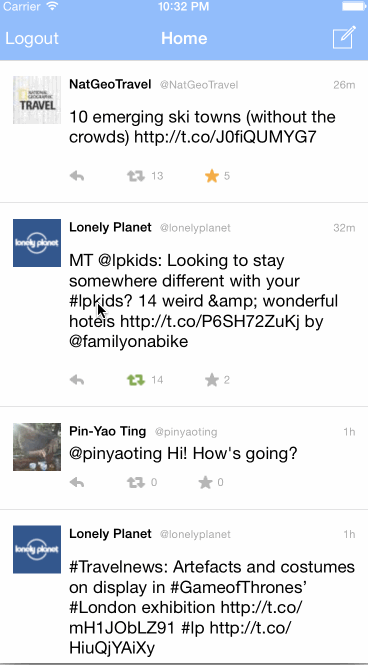 Carrier 10:32 PM
Logout Home
NATIONAL GEOGRAPHIC
TRAVEL
NatGeoTravel @NatGeoTravel 26m
10 emerging ski towns (without the
crowds) http://t.co/J0fiQUMYG7
13 5
lonely planet
Lonely Planet @lonelyplanet 32m
MT @lpkids: Looking to stay
somewhere different with your
#lpkids? 14 weird &amp; wonderful
hotels http://t.co/P6SH72ZuKj by
@familyonabike
14 2
Pin-Yao Ting @pinyaoting 1h
@pinyaoting Hi! How's going?
0 0
lonely planet
Lonely Planet @lonelyplanet 1h
#Travelnews: Artefacts and costumes
on display in #GameofThrones’
#London exhibition http://t.co/
mH1JObLZ91 #lp http://t.co/
HiuQjYAiXy